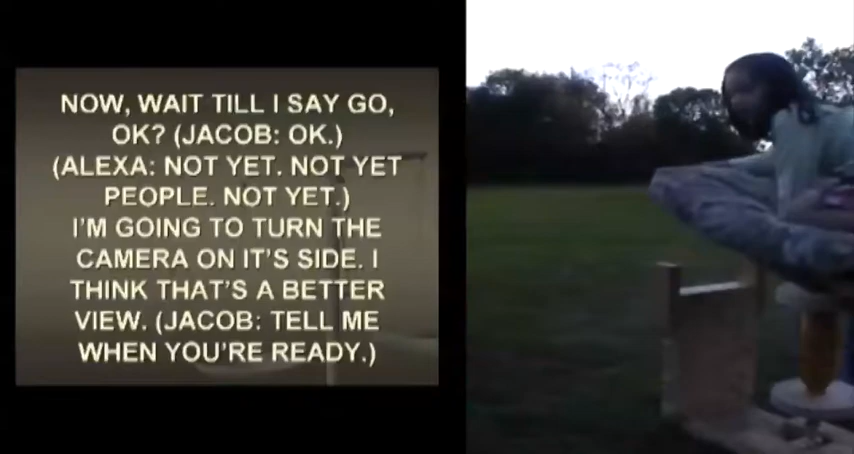 NOW, WAIT TILL I SAY GO,
OK? (JACOB: OK.)
(ALEXA: NOT YET. NOT YET
PEOPLE. NOT YET.)
I'M GOING TO TURN THE
CAMERA ON IT'S SIDE. I
THINK THAT'S A BETTER
VIEW. (JACOB: TELL ME
WHEN YOU'RE READY.)